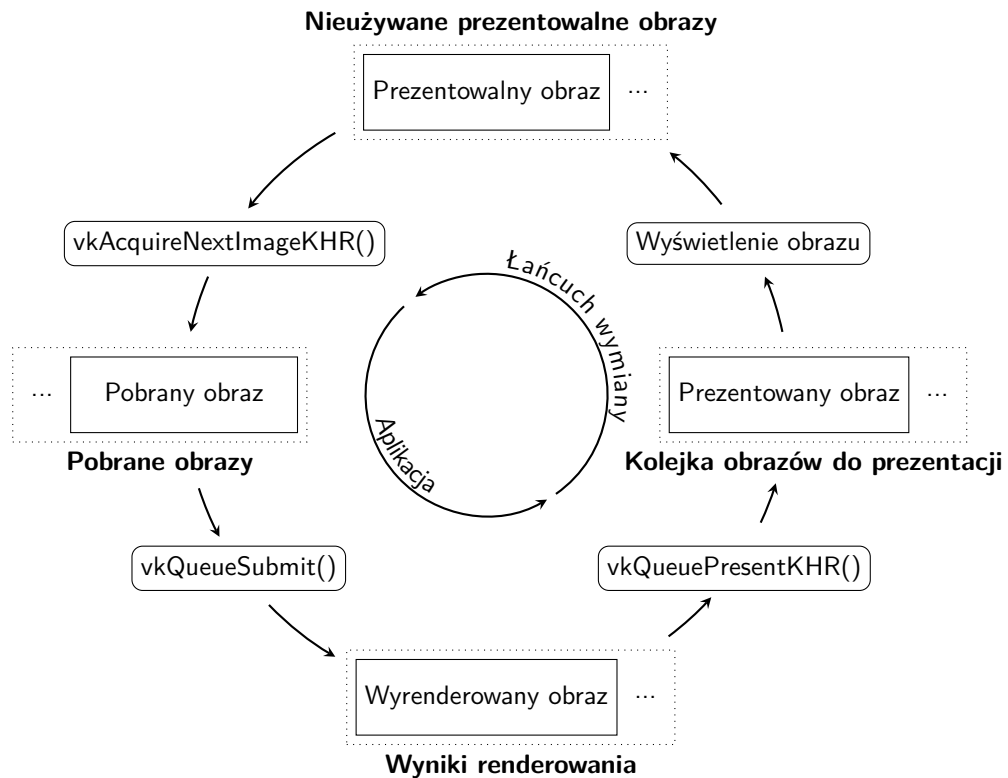 Nieużywane prezentowalne obrazy
Prezentowalny obraz ...
vkAcquireNextImageKHR()
Wyświetlenie obrazu
Łańcuch wymiany
... Pobrany obraz
Prezentowany obraz ...
Aplikacja
Pobrane obrazy
Kolejka obrazów do prezentacji
vkQueueSubmit()
vkQueuePresentKHR()
Wyrenderowany obraz ...
Wyniki renderowania